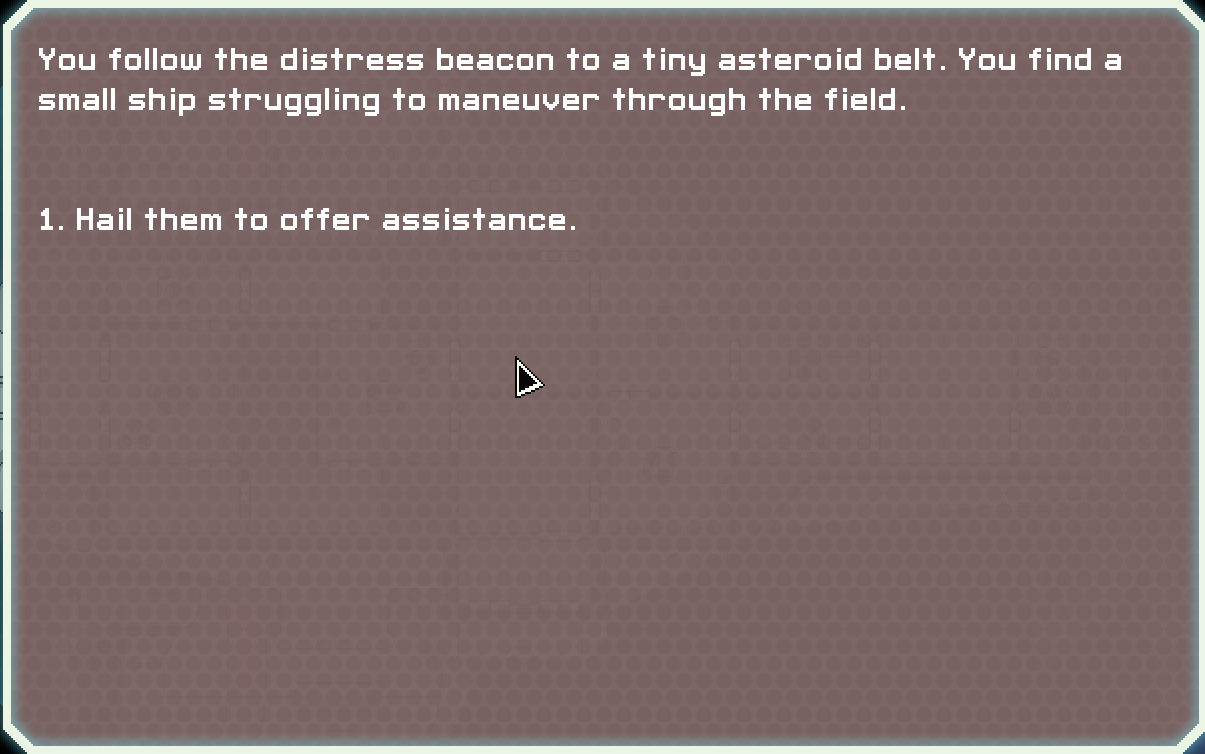 You follow the distress beacon to a tiny asteroid belt. You find a
small ship struggling to maneuver through the field.
1. Hail them to offer assistance.